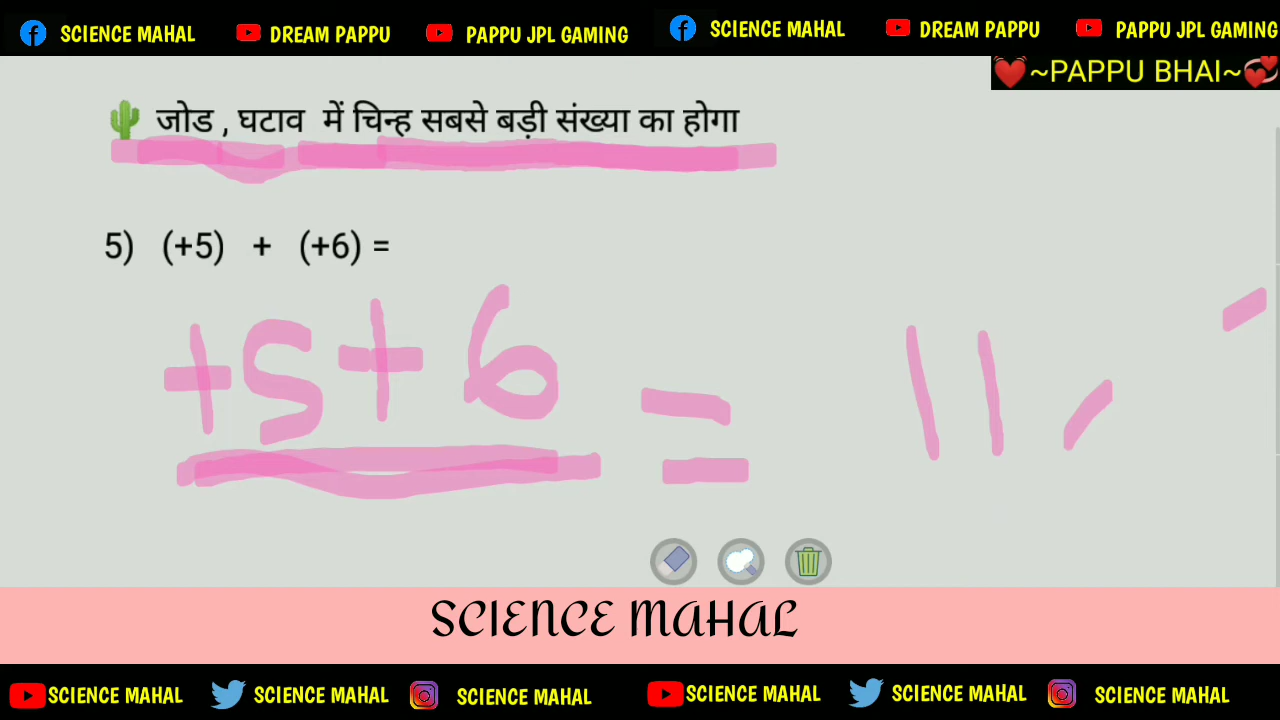 SCIENCE MAHAL DREAM PAPPU PAPPU JPL GAMING SCIENCE MAHAL DREAM PAPPU PAPPU JPL GAMING
~PAPPU BHAI~
जोड , घटाव में चिन्ह सबसे बड़ी संख्या का होगा
5) (+5) + (+6) =
+5+6 = 11
SCIENCE MAHAL
SCIENCE MAHAL SCIENCE MAHAL SCIENCE MAHAL SCIENCE MAHAL SCIENCE MAHAL SCIENCE MAHAL